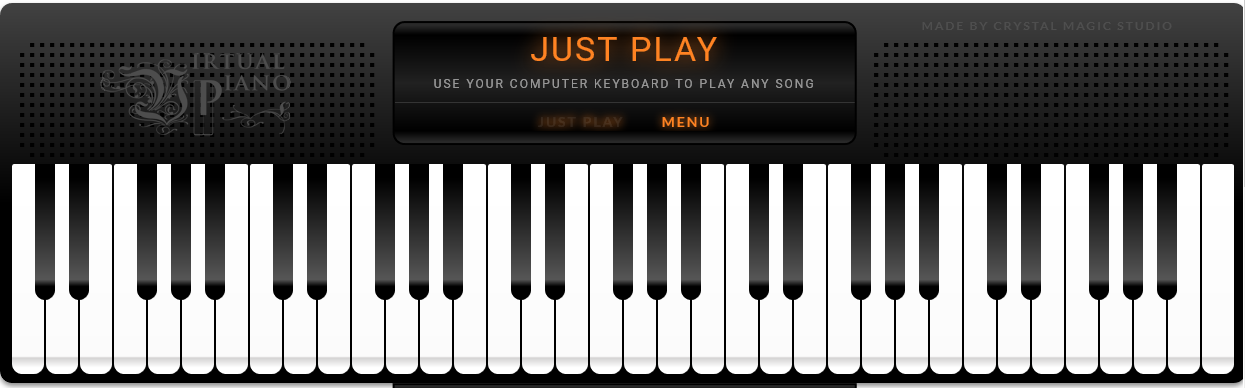 VIRTUAL
PIANO
JUST PLAY
USE YOUR COMPUTER KEYBOARD TO PLAY ANY SONG
JUST PLAY MENU
MADE BY CRYSTAL MAGIC STUDIO